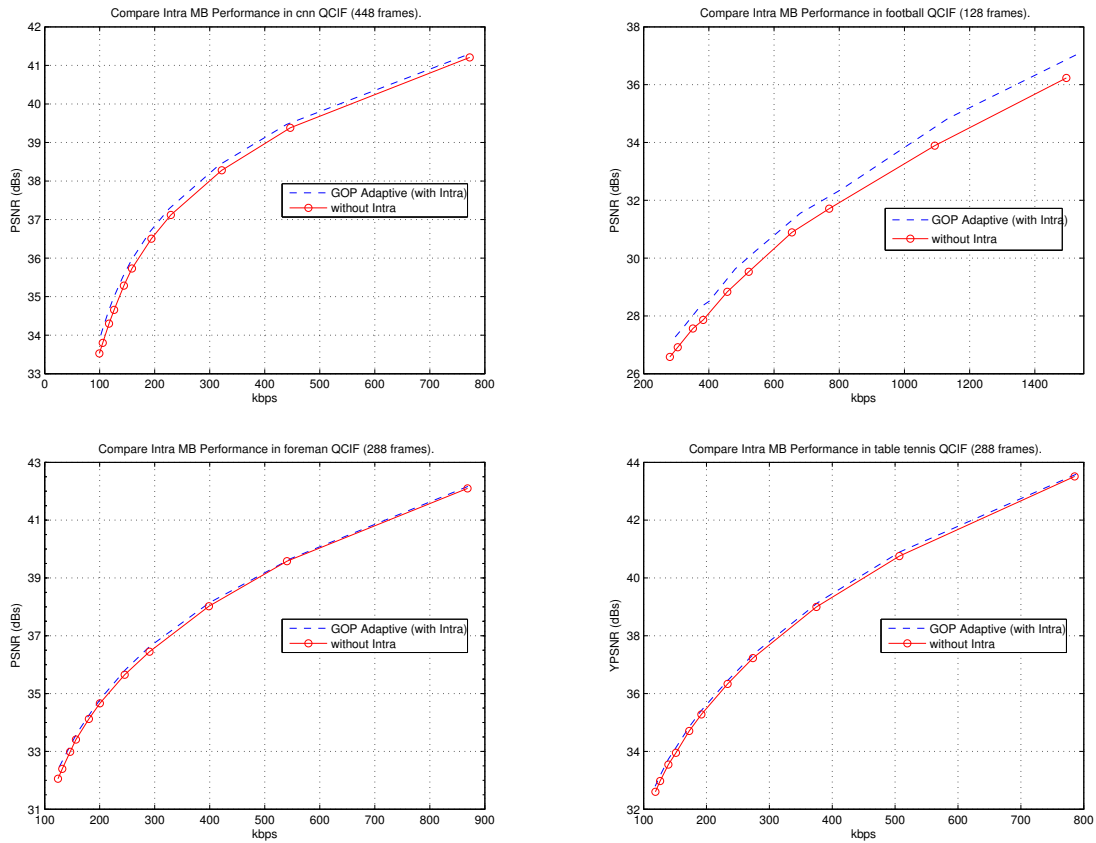 Compare Intra MB Performance in cnn QCIF (448 frames).
42
41
40
39
38
37
36
35
34
33
PSNR (dBs)
GOP Adaptive (with Intra)
without Intra
0 100 200 300 400 500 600 700 800
kbps
Compare Intra MB Performance in football QCIF (128 frames).
38
36
34
32
30
28
26
PSNR (dBs)
GOP Adaptive (with Intra)
without Intra
200 400 600 800 1000 1200 1400
kbps
Compare Intra MB Performance in foreman QCIF (288 frames).
43
41
39
37
35
33
31
PSNR (dBs)
GOP Adaptive (with Intra)
without Intra
100 200 300 400 500 600 700 800 900
kbps
Compare Intra MB Performance in table tennis QCIF (288 frames).
44
42
40
38
36
34
32
YPSNR (dBs)
GOP Adaptive (with Intra)
without Intra
100 200 300 400 500 600 700 800
kbps